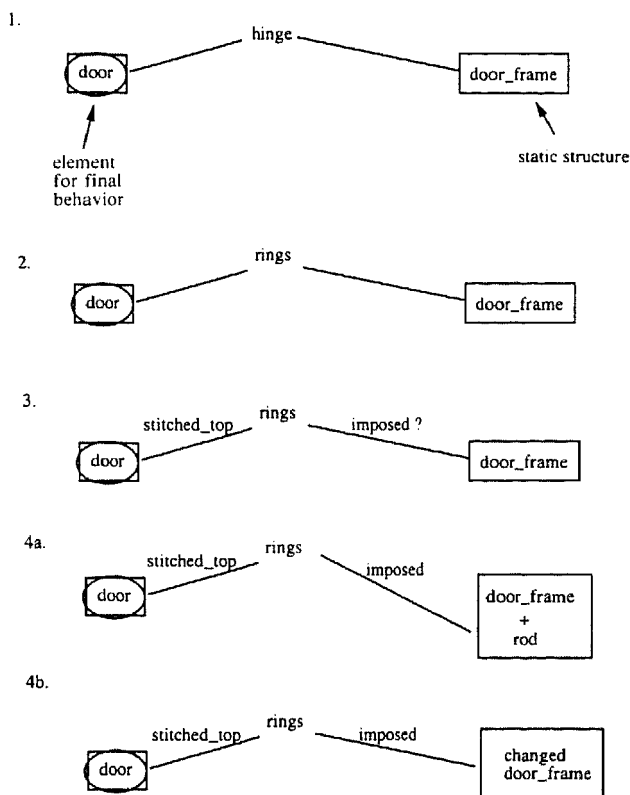 1.
hinge
door
door_frame
element
for final
behavior
static structure
2.
rings
door
door_frame
3.
stitched_top
rings
imposed ?
door
door_frame
4a.
stitched_top
rings
imposed
door
door_frame
+
rod
4b.
stitched_top
rings
imposed
door
changed
door_frame